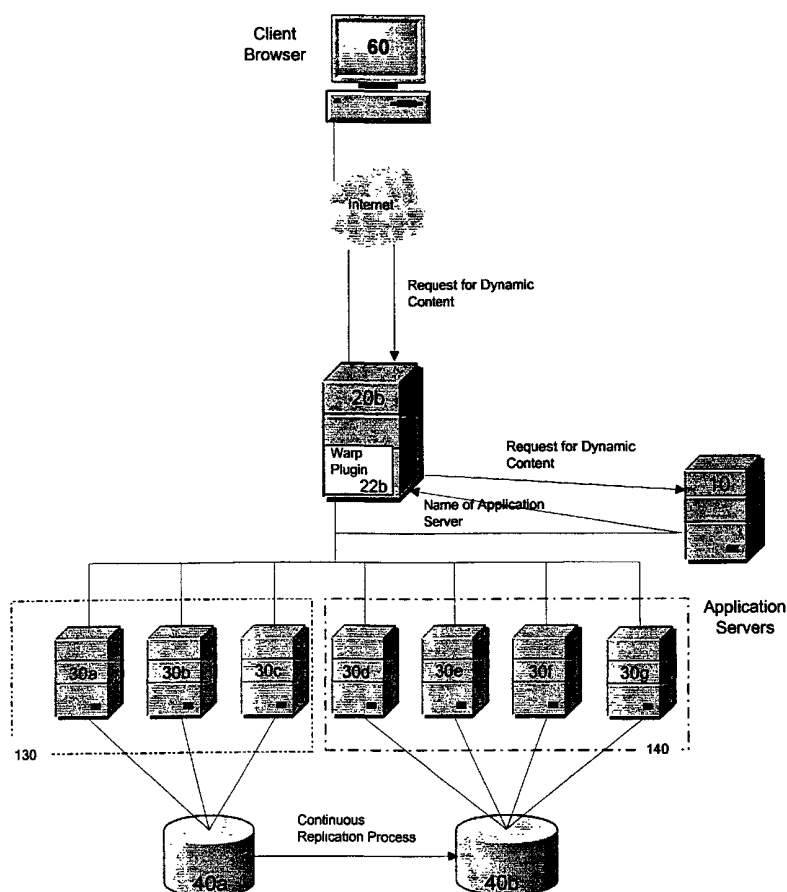 Client
Browser
60
Internet
Request for Dynamic
Content
20b
Warp
Plugin
22b
Request for Dynamic
Content
10
Name of Application
Server
Application
Servers
30a
30b
30c
30d
30e
30f
30g
130
140
Continuous
Replication Process
40a
40b